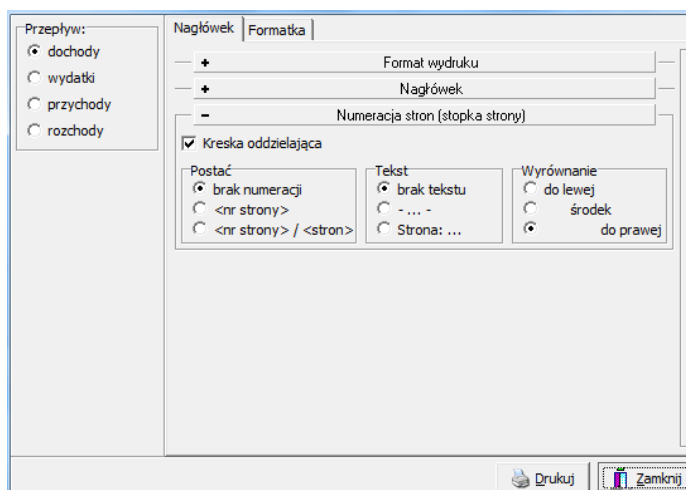 Przepływ:
dochody
wydatki
przychody
rozchody
Nagłówek Formatka
+ Format wydruku
+ Nagłówek
- Numeracja stron (stopka strony)
Kreska oddzielająca
Postać
brak numeracji
<nr strony>
<nr strony> / <stron>
Tekst
brak tekstu
- ... -
Strona: ...
Wyrównanie
do lewej
środek
do prawej
Drukuj Zamknij